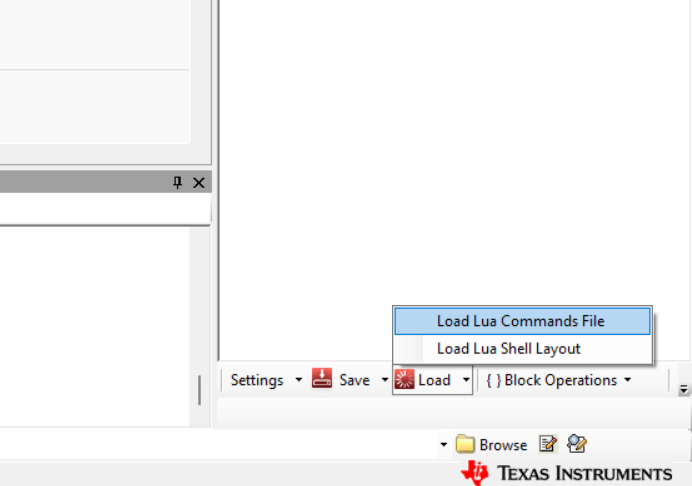 Load Lua Commands File
Load Lua Shell Layout
Settings Save Load { } Block Operations
Browse
TEXAS INSTRUMENTS